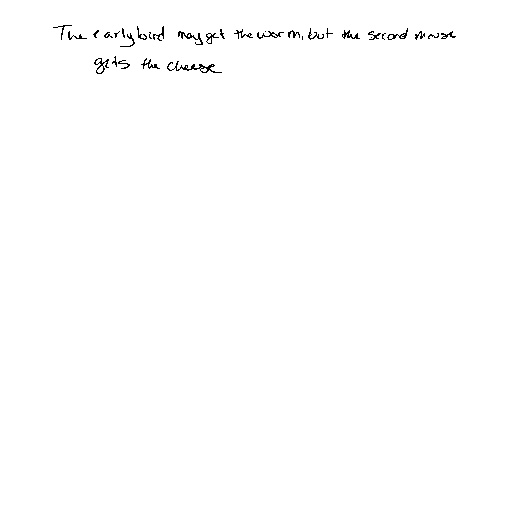 The early bird may get the worm, but the second mouse
gets the cheese